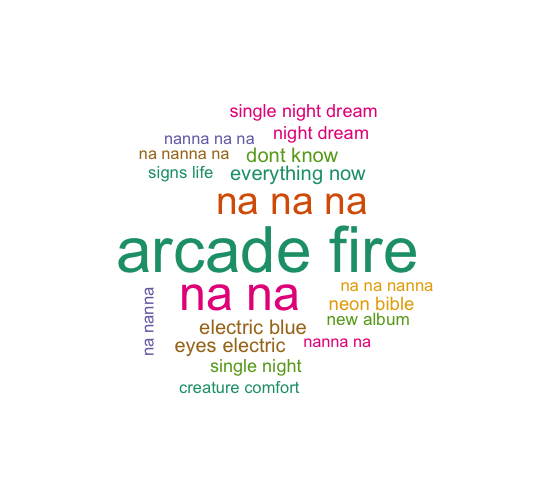 single night dream
nanna na na
night dream
na nanna na
dont know
signs life
everything now
na na na
arcade fire
na nanna
na na
na na nanna
neon bible
electric blue
new album
eyes electric
nanna na
single night
creature comfort